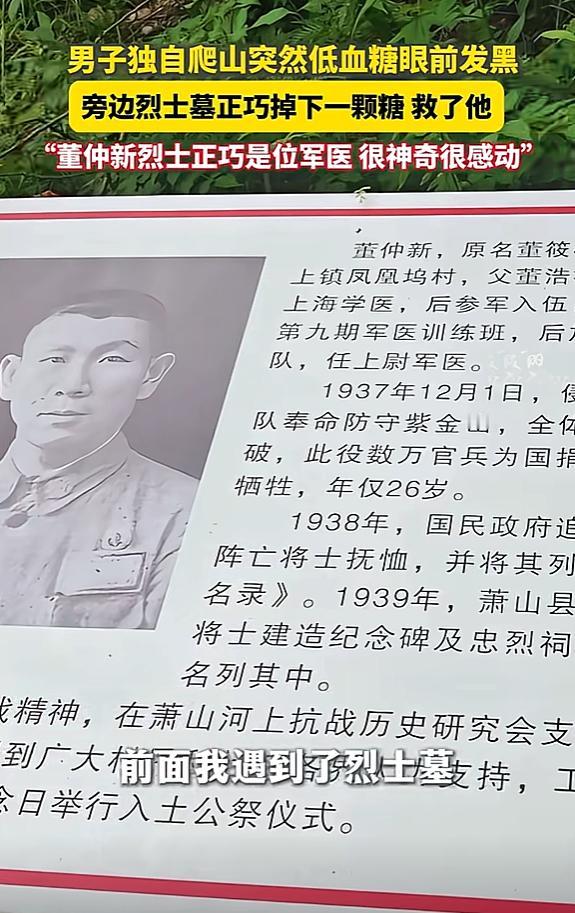 男子独自爬山突然低血糖眼前发黑
旁边烈士墓正巧掉下一颗糖 救了他
“董仲新烈士正巧是位军医 很神奇很感动”
董仲新，原名董筱
上镇凤凰坞村，父董浩
上海学医，后参军入伍
第九期军医训练班，后
队，任上尉军医。
1937年12月1日，侵
队奉命防守紫金山，全体
破，此役数万官兵为国捐
牺牲，年仅26岁。
1938年，国民政府追
阵亡将士抚恤，并将其列
名录》。1939年，萧山县
将士建造纪念碑及忠烈祠
名列其中。
战精神，在萧山河上抗战历史研究会支
到广大村
支持，工
前面我遇到了烈士墓
念日举行入土公祭仪式。